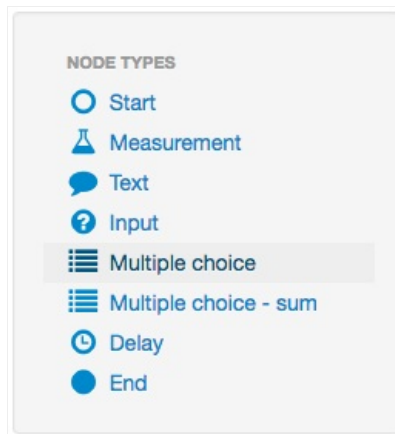 NODE TYPES
Start
Measurement
Text
Input
Multiple choice
Multiple choice - sum
Delay
End